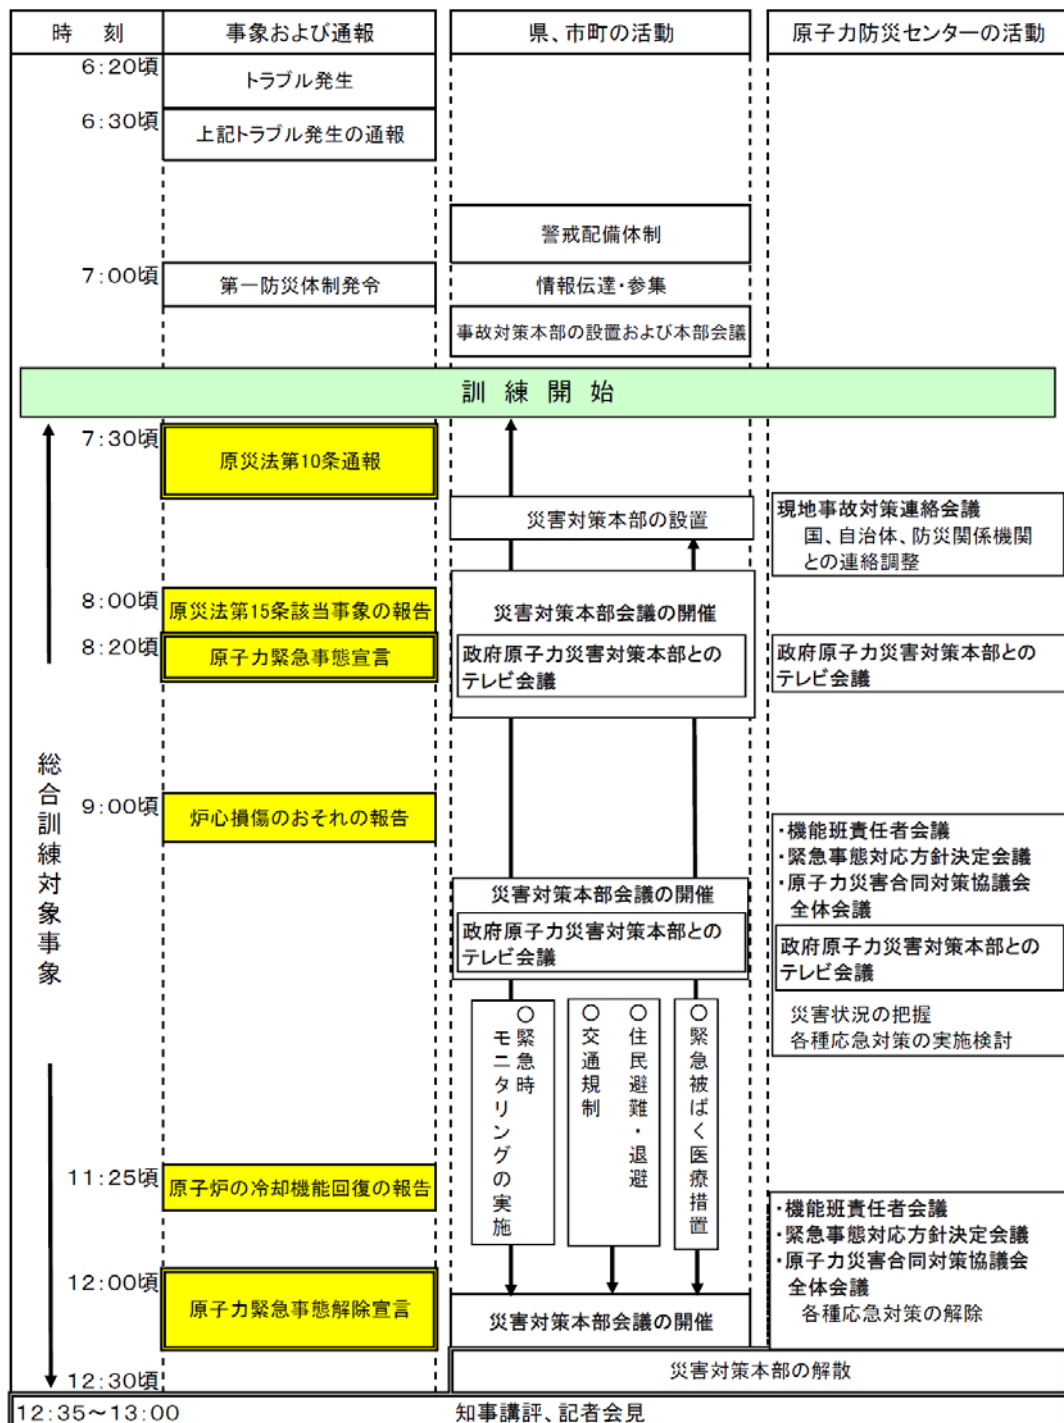 時　刻
事象および通報
県、市町の活動
原子力防災センターの活動
6:20頃
トラブル発生
6:30頃
上記トラブル発生の通報
警戒配備体制
7:00頃
第一防災体制発令
情報伝達・参集
事故対策本部の設置および本部会議
訓 練 開 始
7:30頃
原災法第10条通報
災害対策本部の設置
現地事故対策連絡会議
国、自治体、防災関係機関
との連絡調整
8:00頃
原災法第15条該当事象の報告
災害対策本部会議の開催
8:20頃
原子力緊急事態宣言
政府原子力災害対策本部との
テレビ会議
政府原子力災害対策本部との
テレビ会議
総合訓練対象事象
9:00頃
炉心損傷のおそれの報告
・機能班責任者会議
・緊急事態対応方針決定会議
・原子力災害合同対策協議会
全体会議
災害対策本部会議の開催
政府原子力災害対策本部との
テレビ会議
政府原子力災害対策本部との
テレビ会議
災害状況の把握
各種応急対策の実施検討
○緊急時
モニタリングの実施
○住民避難・退避
○交通規制
○緊急被ばく医療措置
11:25頃
原子炉の冷却機能回復の報告
・機能班責任者会議
・緊急事態対応方針決定会議
・原子力災害合同対策協議会
全体会議
各種応急対策の解除
12:00頃
原子力緊急事態解除宣言
災害対策本部会議の開催
災害対策本部の解散
12:30頃
12:35～13:00
知事講評、記者会見